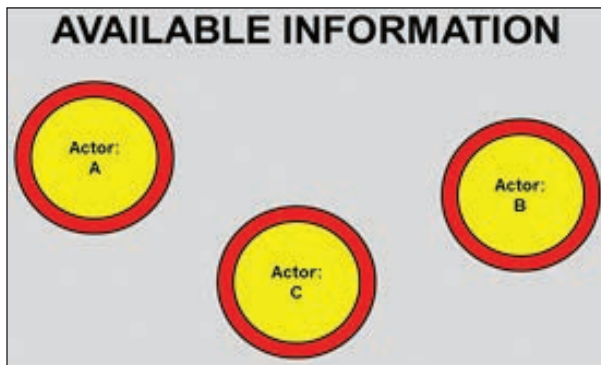 AVAILABLE INFORMATION
Actor:
A
Actor:
B
Actor:
C